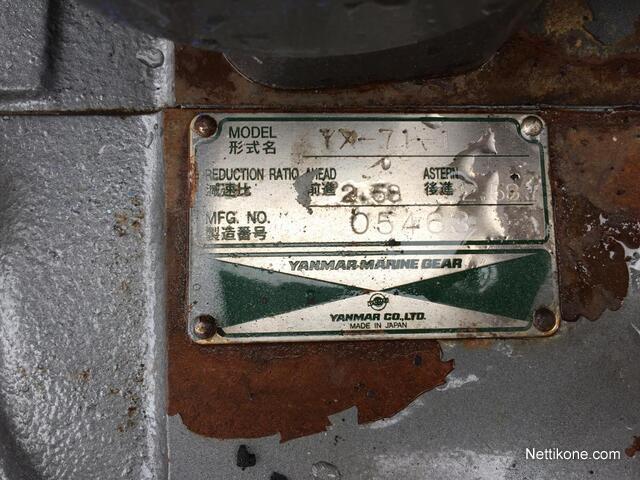 MODEL
形式名
REDUCTION RATIO AHEAD 2.58 ASTERN
減速比 前進 後進
MFG. NO. 05463
製造番号
YANMAR MARINE GEAR
YANMAR CO.,LTD.
MADE IN JAPAN
Nettikone.com